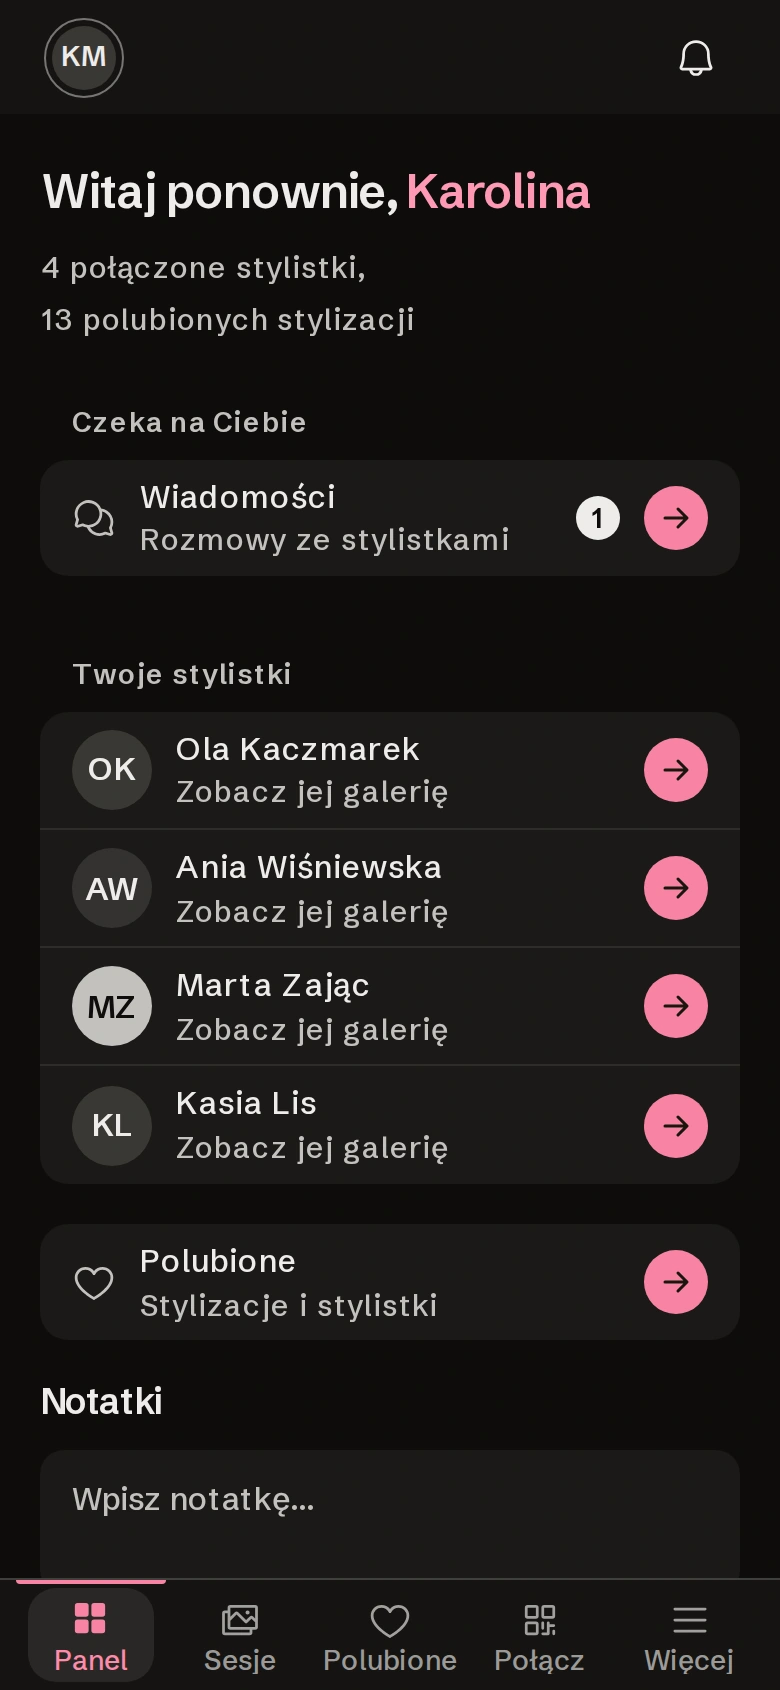 KM
Witaj ponownie, Karolina
4 połączone stylistki,
13 polubionych stylizacji
Czeka na Ciebie
Wiadomości
Rozmowy ze stylistkami
1
Twoje stylistki
OK
Ola Kaczmarek
Zobacz jej galerię
AW
Ania Wiśniewska
Zobacz jej galerię
MZ
Marta Zając
Zobacz jej galerię
KL
Kasia Lis
Zobacz jej galerię
Polubione
Stylizacje i stylistki
Notatki
Wpisz notatkę...
Panel
Sesje
Polubione
Połącz
Więcej